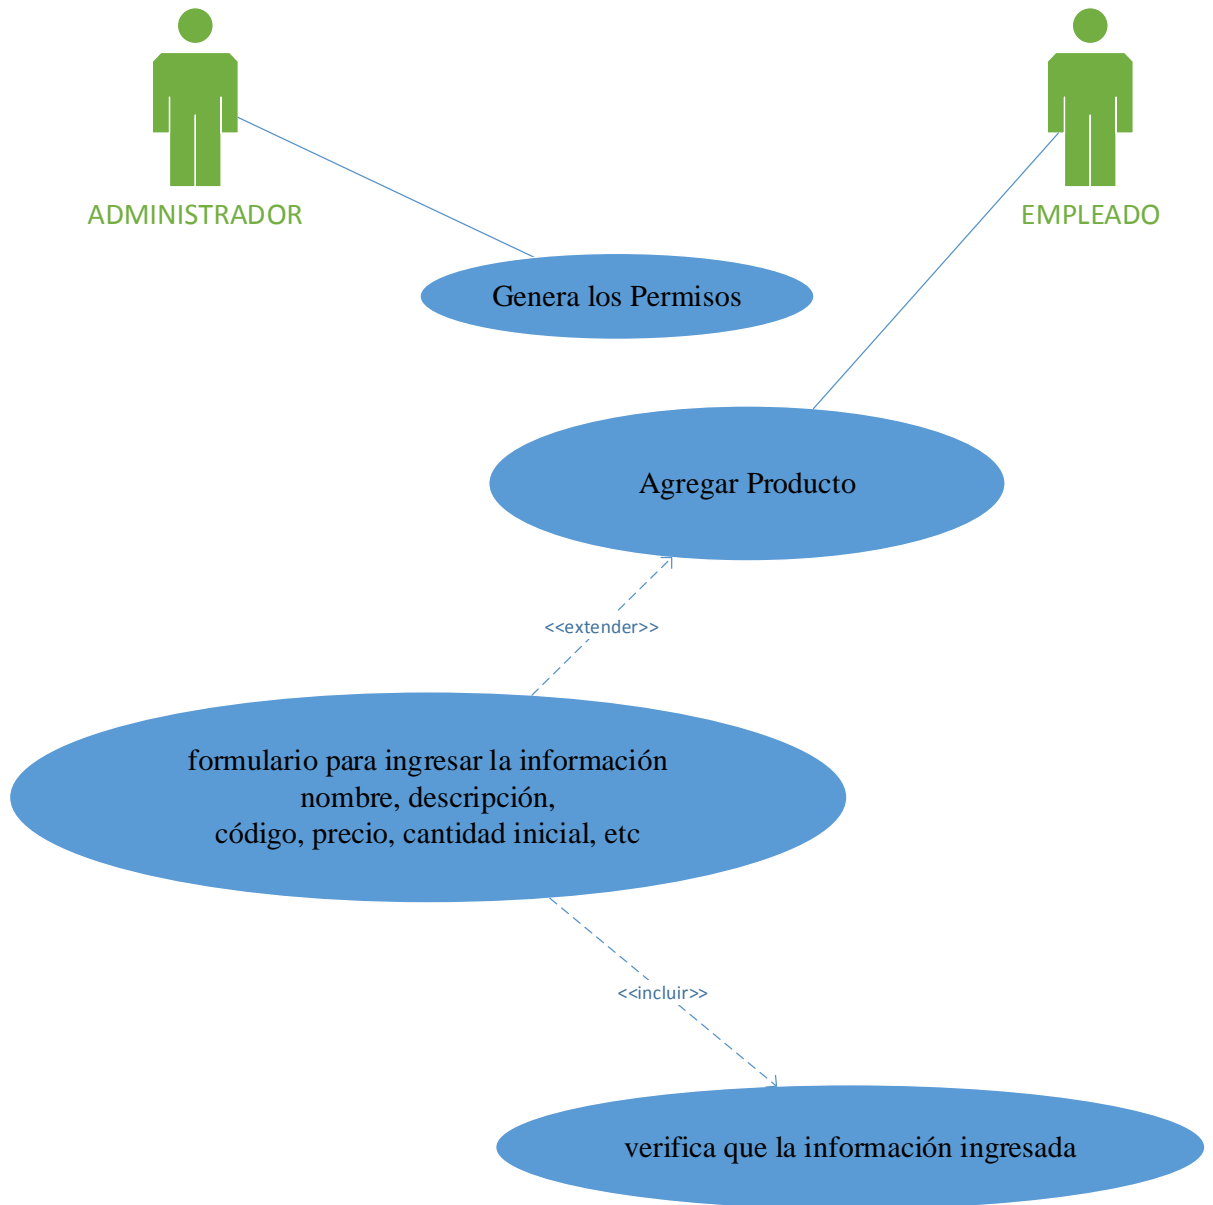 ADMINISTRADOR
EMPLEADO
Genera los Permisos
Agregar Producto
<<extender>>
formulario para ingresar la información
nombre, descripción,
código, precio, cantidad inicial, etc
<<incluir>>
verifica que la información ingresada